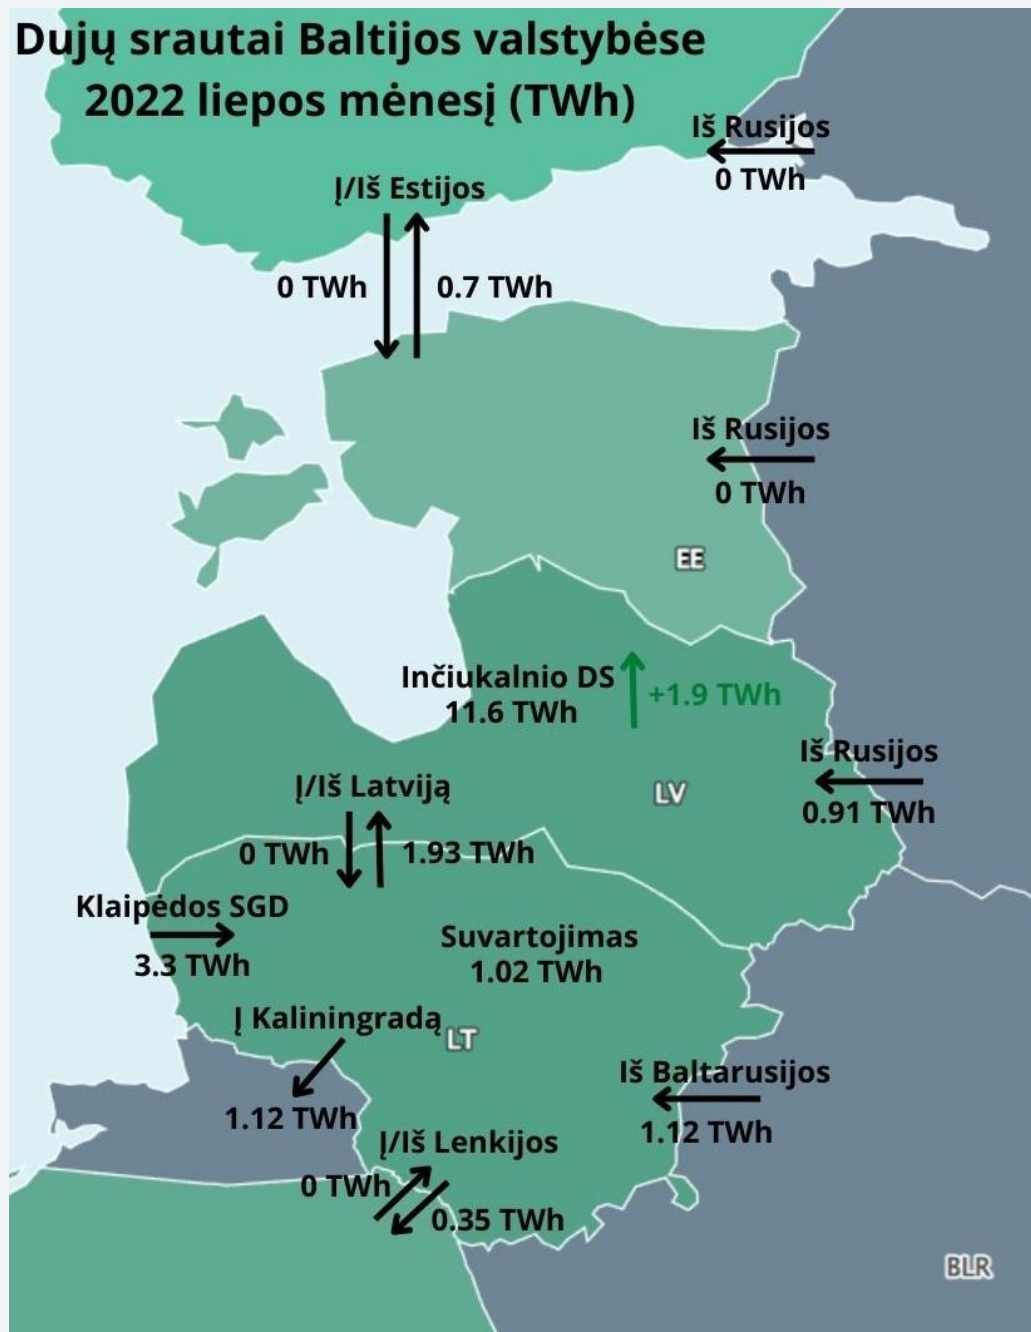 Dujų srautai Baltijos valstybėse
2022 liepos mėnesį (TWh)
Iš Rusijos
0 TWh
Į/Iš Estijos
0 TWh
0.7 TWh
Iš Rusijos
0 TWh
EE
Inčiukalnio DS
11.6 TWh
+1.9 TWh
Iš Rusijos
0.91 TWh
LV
Į/Iš Latviją
0 TWh
1.93 TWh
Klaipėdos SGD
3.3 TWh
Suvartojimas
1.02 TWh
Į Kaliningradą
1.12 TWh
LT
Iš Baltarusijos
1.12 TWh
Į/Iš Lenkijos
0 TWh
0.35 TWh
BLR